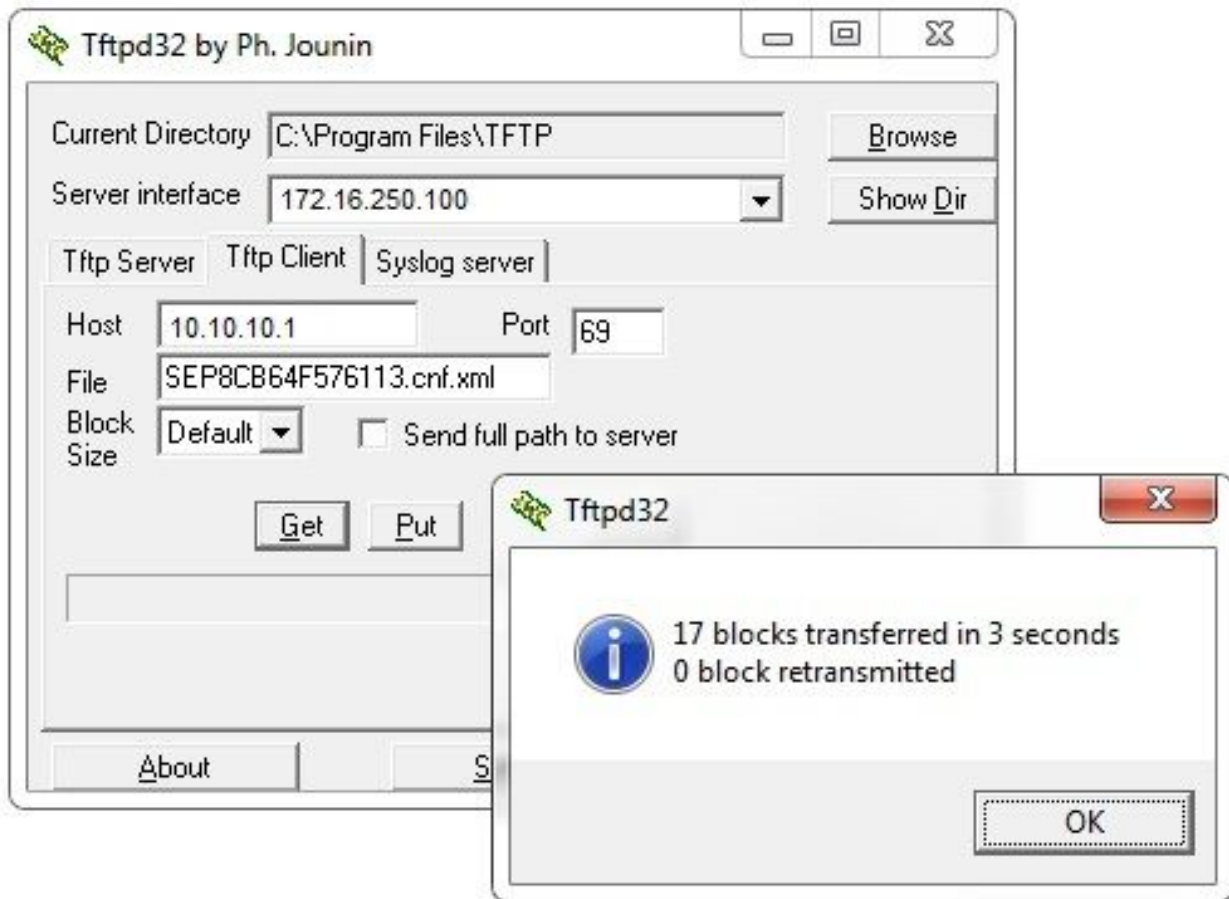 Tftpd32 by Ph. Jounin
Current Directory C:\Program Files\TFTP Browse
Server interface 172.16.250.100 Show Dir
Tftp Server Tftp Client Syslog server
Host 10.10.10.1 Port 69
File SEP8CB64F576113.cnf.xml
Block Size Default Send full path to server
Get Put
About
Tftpd32
17 blocks transferred in 3 seconds
0 block retransmitted
OK